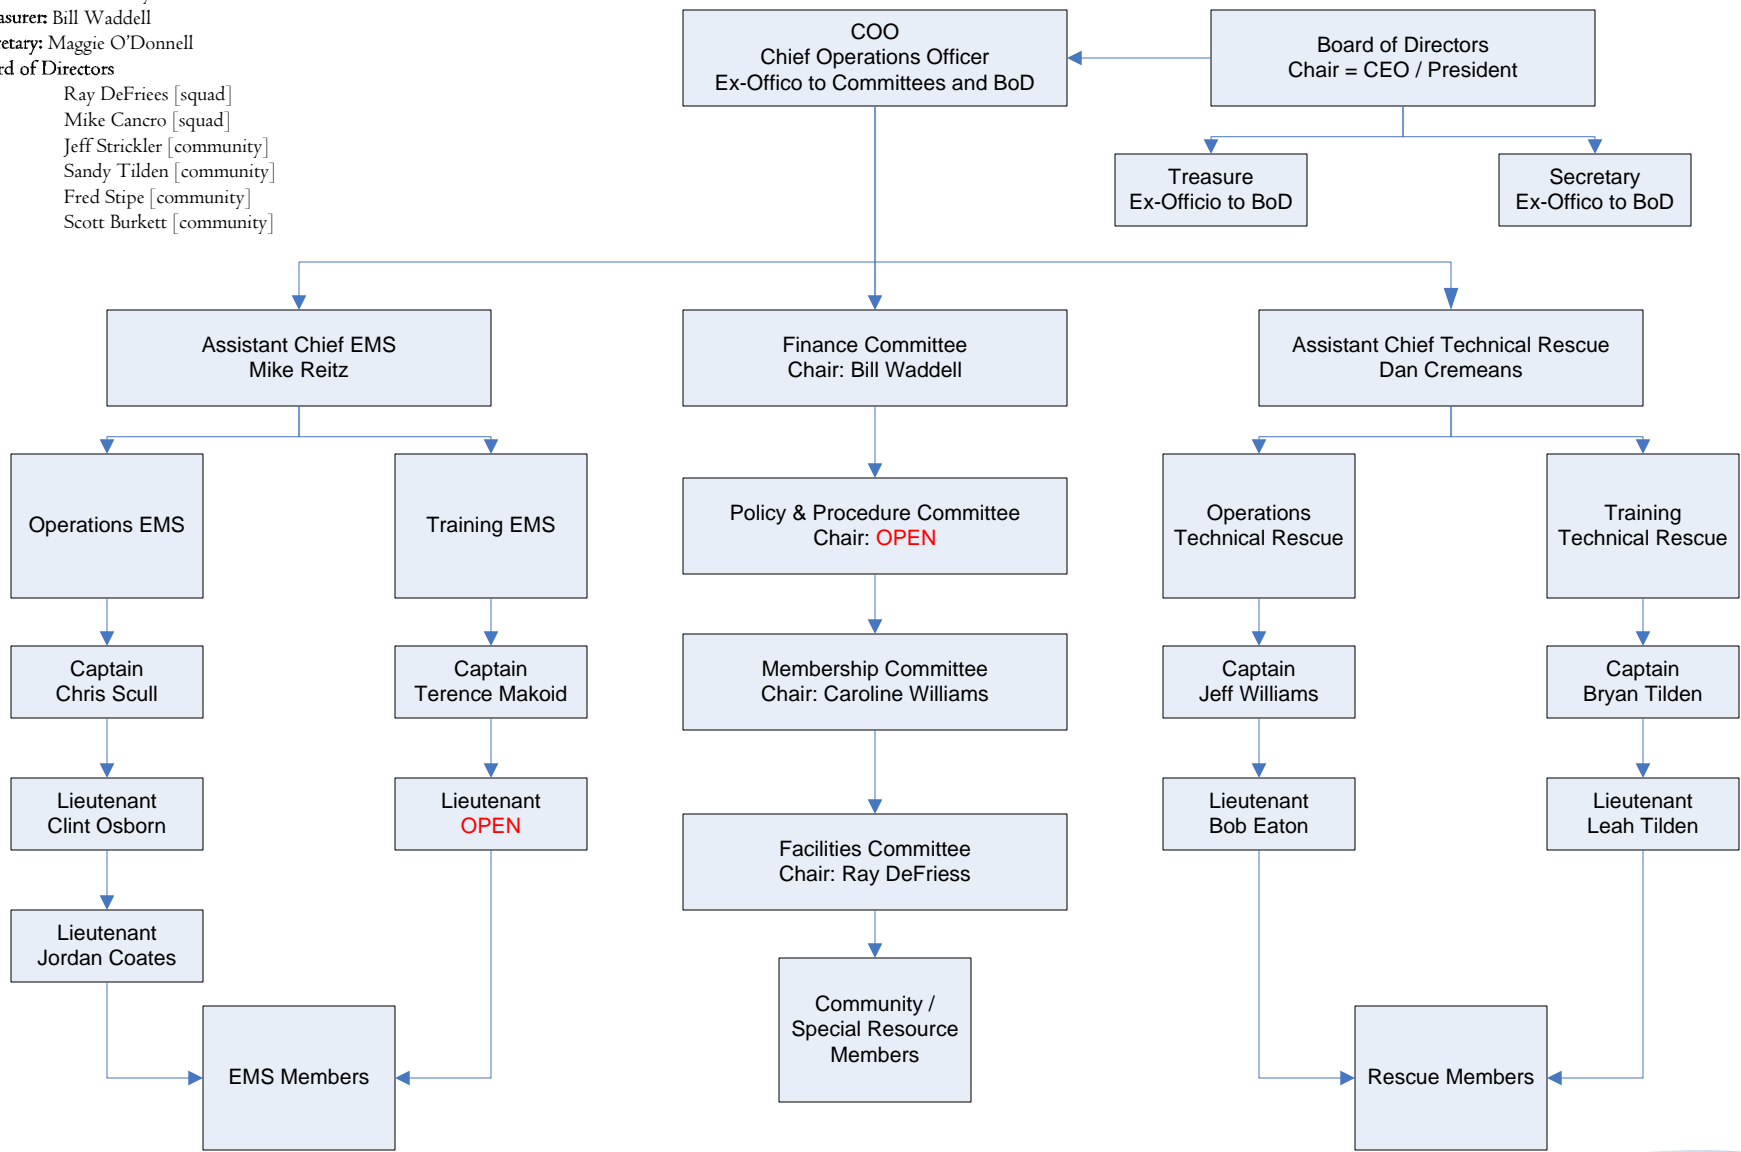 asurer: Bill Waddell
retary: Maggie O'Donnell
rd of Directors
Ray DeFriees [squad]
Mike Cancro [squad]
Jeff Strickler [community]
Sandy Tilden [community]
Fred Stipe [community]
Scott Burkett [community]
COO
Chief Operations Officer
Ex-Offico to Committees and BoD
Board of Directors
Chair = CEO / President
Treasure
Ex-Officio to BoD
Secretary
Ex-Offico to BoD
Assistant Chief EMS
Mike Reitz
Finance Committee
Chair: Bill Waddell
Assistant Chief Technical Rescue
Dan Cremeans
Operations EMS
Training EMS
Policy & Procedure Committee
Chair: OPEN
Operations
Technical Rescue
Training
Technical Rescue
Captain
Chris Scull
Captain
Terence Makoid
Membership Committee
Chair: Caroline Williams
Captain
Jeff Williams
Captain
Bryan Tilden
Lieutenant
Clint Osborn
Lieutenant
OPEN
Facilities Committee
Chair: Ray DeFriess
Lieutenant
Bob Eaton
Lieutenant
Leah Tilden
Lieutenant
Jordan Coates
Community /
Special Resource
Members
EMS Members
Rescue Members